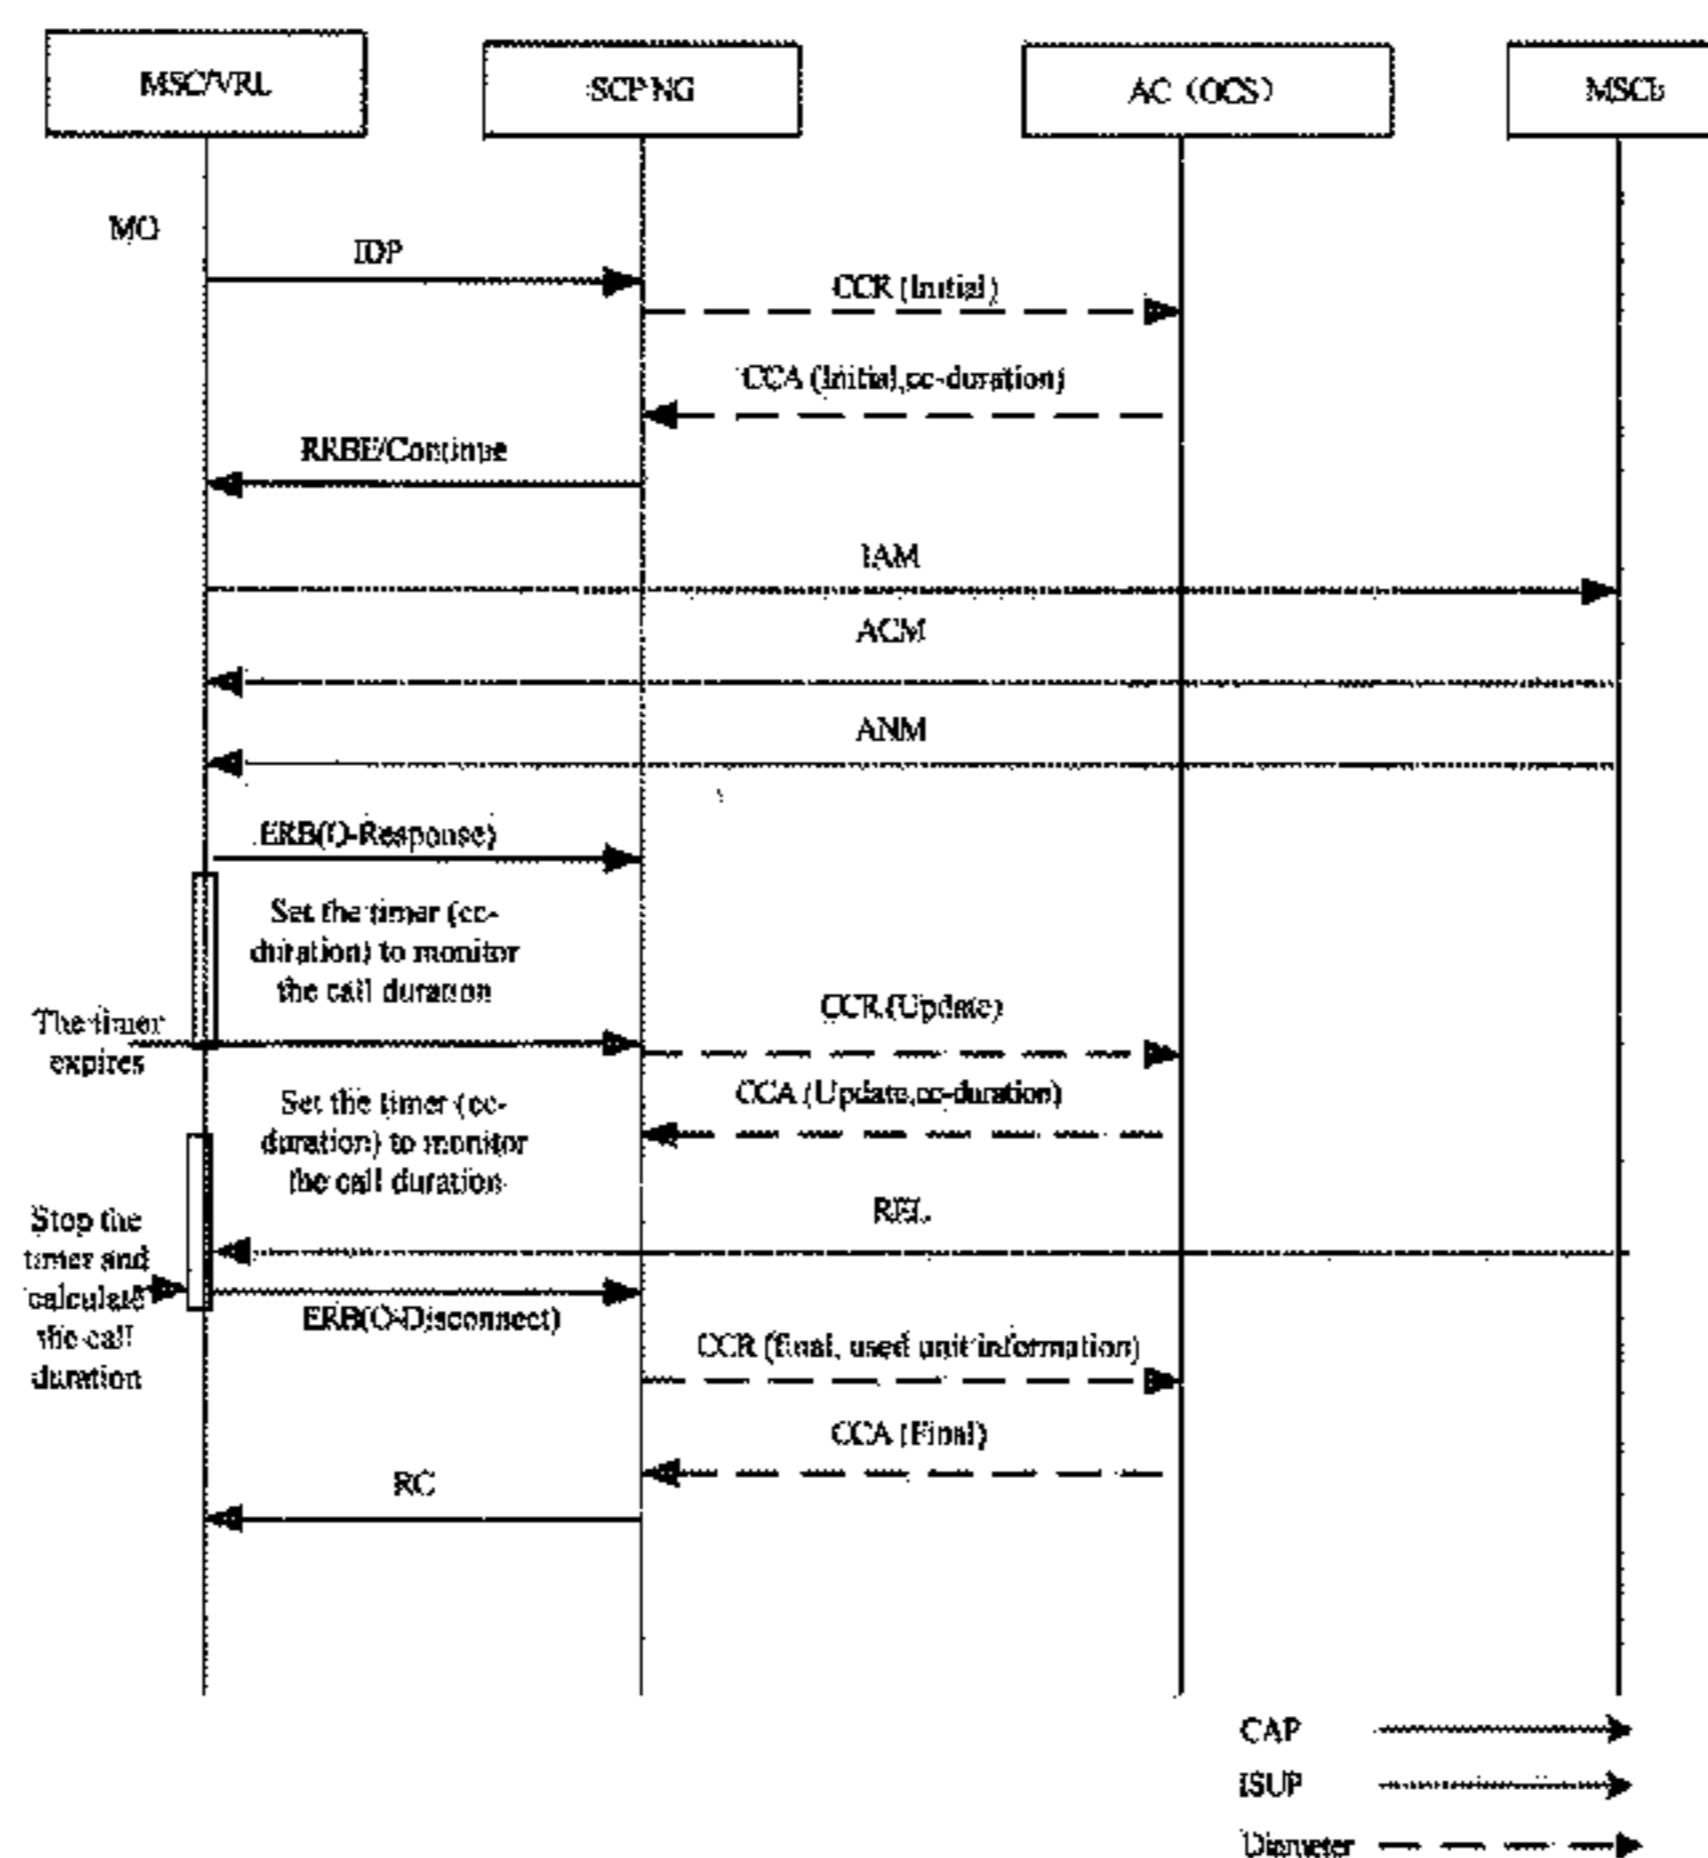 MSC/VRL
SCP NG
AC (OCS)
MSCb
MO
IDP
CCR (Initial)
CCA (Initial,cc-duration)
RRBE/Continue
IAM
ACM
ANM
ERB(O-Response)
Set the timer (cc-
duration) to monitor
the call duration
The timer
expires
CCR (Update)
CCA (Update,cc-duration)
Set the timer (cc-
duration) to monitor
the call duration
REL
Stop the
timer and
calculate
the call
duration
ERB(O-Disconnect)
CCR (final, used unit information)
CCA (Final)
RC
CAP
ISUP
Diameter